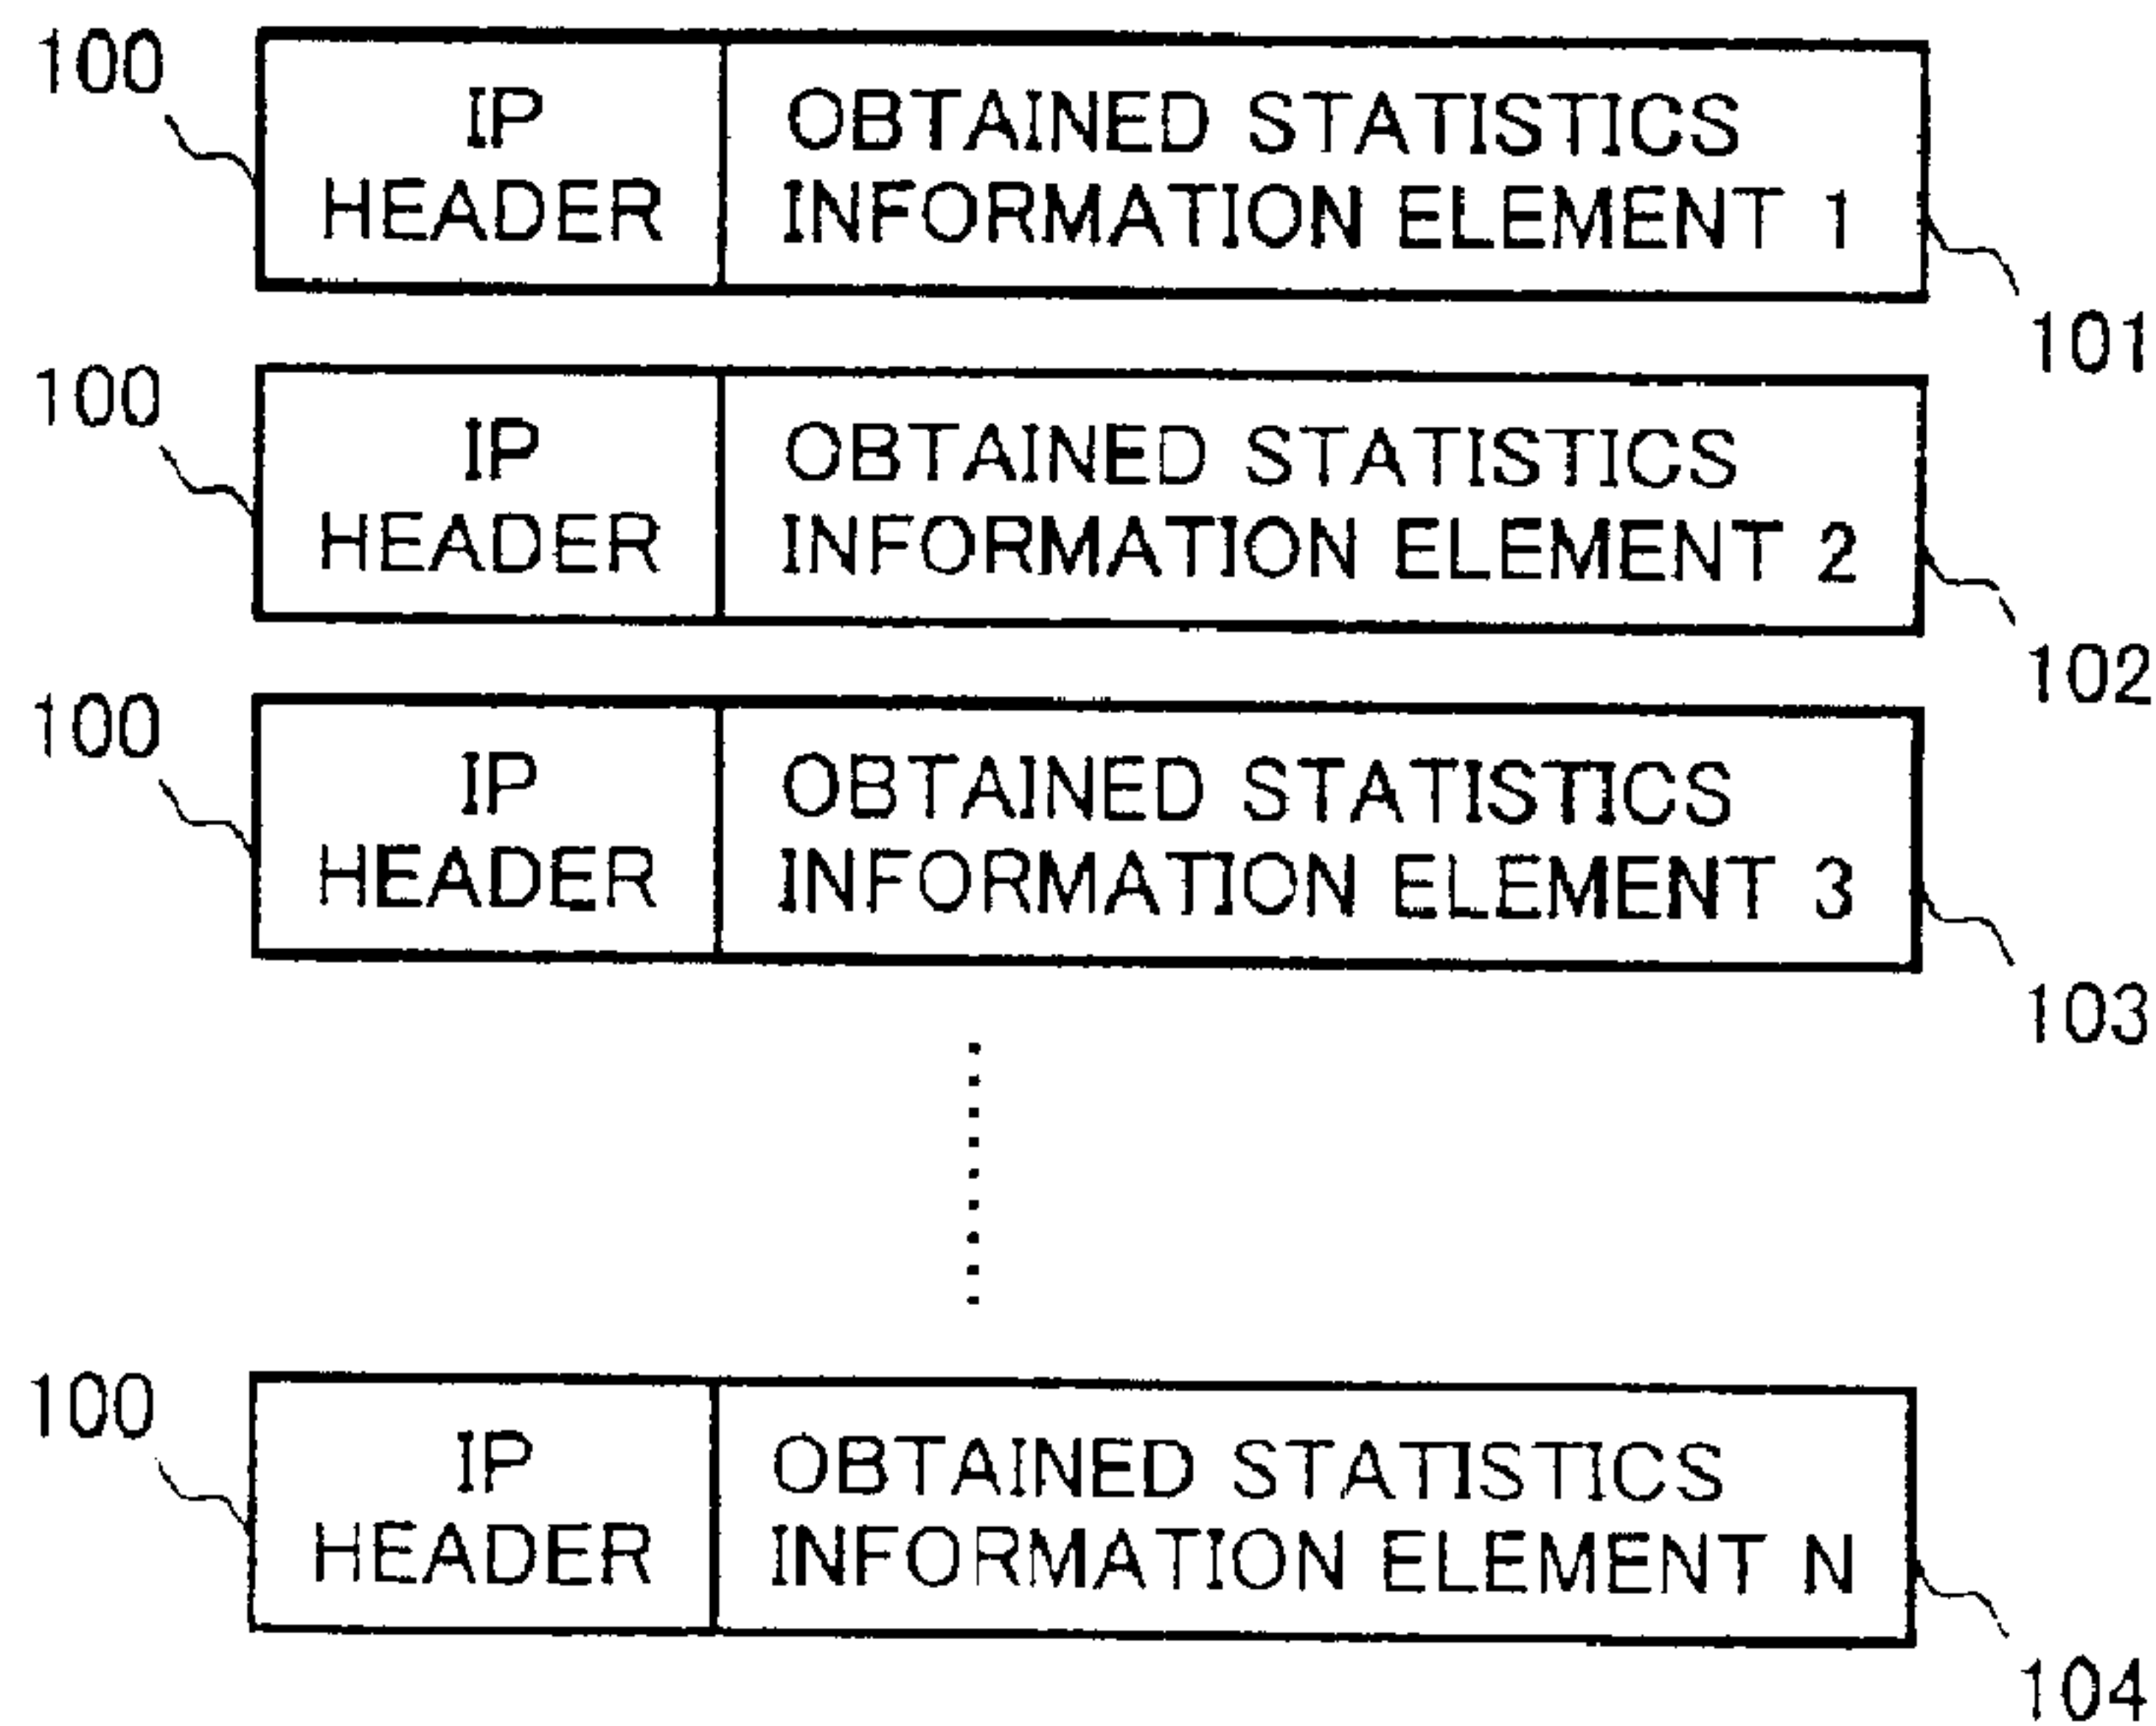 100
IP
HEADER
OBTAINED STATISTICS
INFORMATION ELEMENT 1
101
100
IP
HEADER
OBTAINED STATISTICS
INFORMATION ELEMENT 2
102
100
IP
HEADER
OBTAINED STATISTICS
INFORMATION ELEMENT 3
103
100
IP
HEADER
OBTAINED STATISTICS
INFORMATION ELEMENT N
104